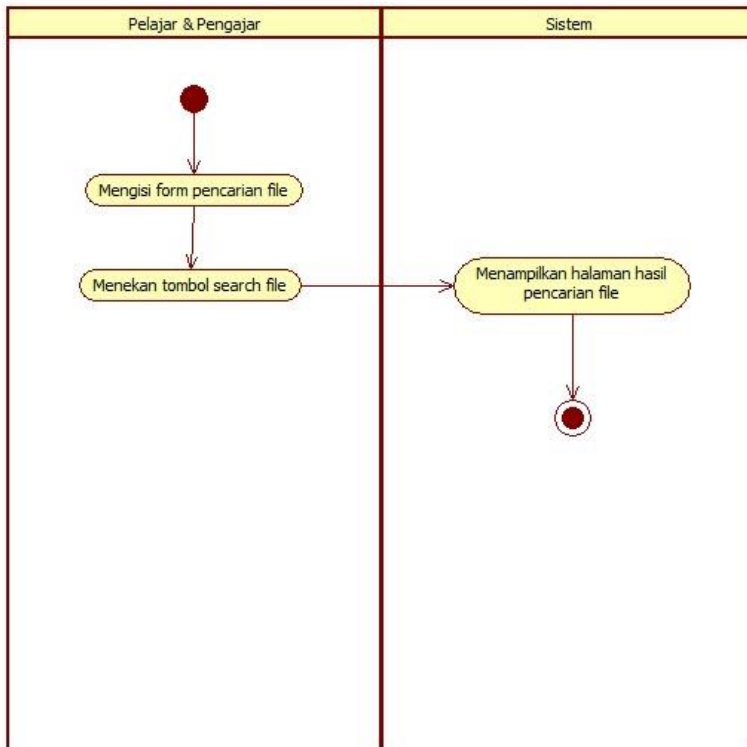 Pelajar & Pengajar
Sistem
Mengisi form pencarian file
Menekan tombol search file
Menampilkan halaman hasil
pencarian file